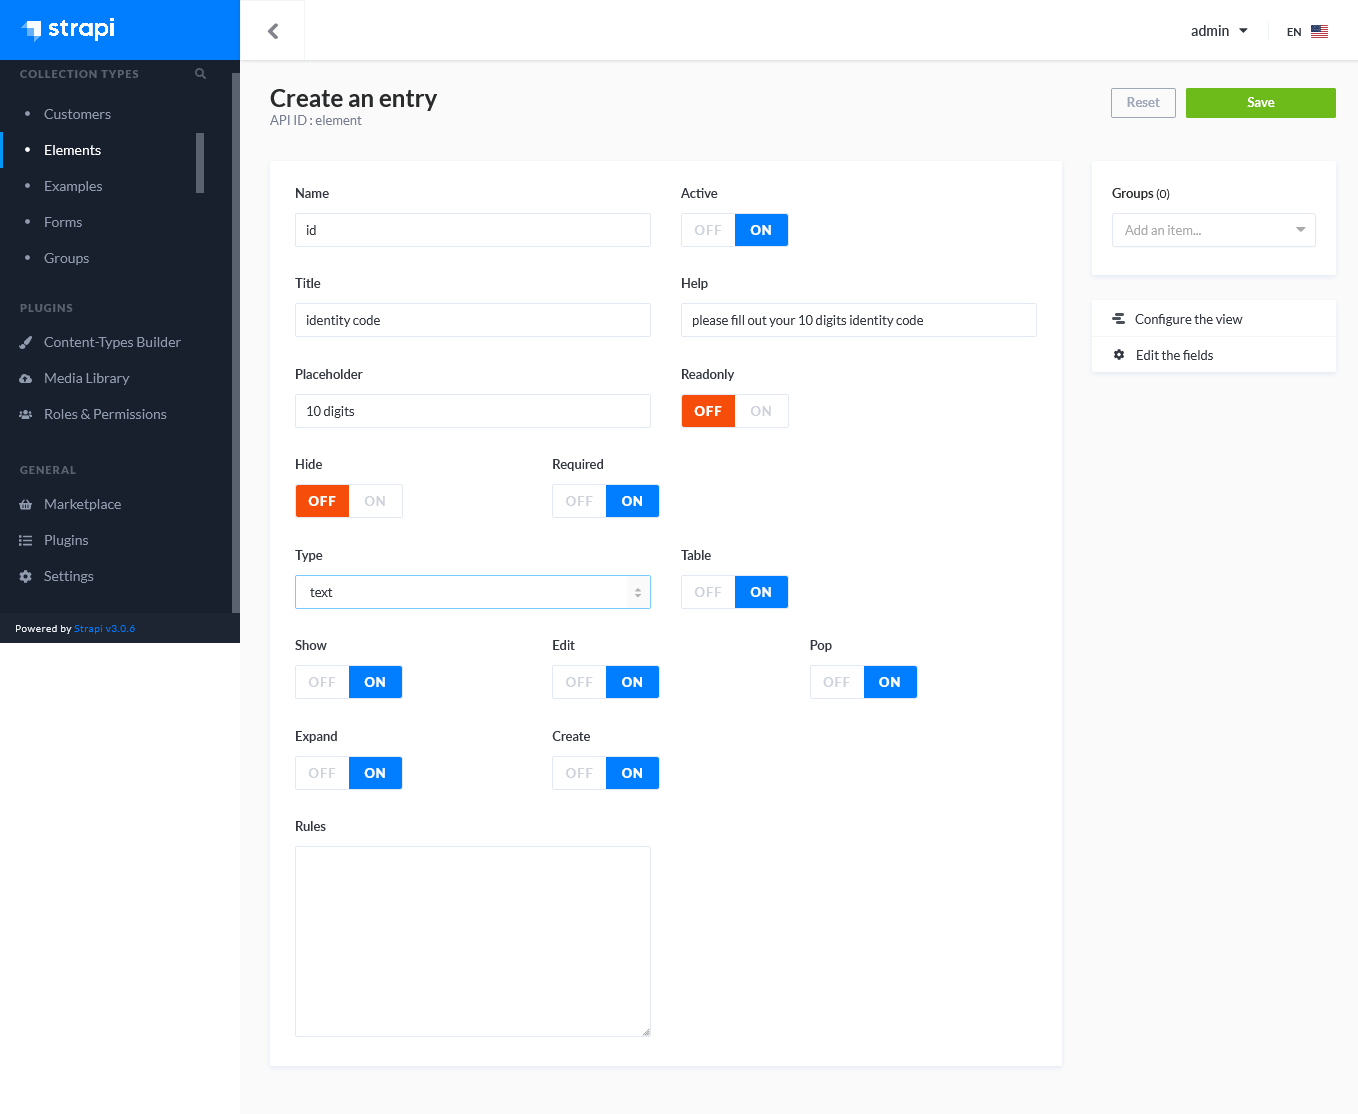 strapi
admin
EN
COLLECTION TYPES
Customers
Elements
Examples
Forms
Groups
PLUGINS
Content-Types Builder
Media Library
Roles & Permissions
GENERAL
Marketplace
Plugins
Settings
Powered by Strapi v3.0.6
Create an entry
API ID : element
Reset
Save
Name
Active
id
OFF ON
Title
Help
identity code
please fill out your 10 digits identity code
Placeholder
Readonly
10 digits
OFF ON
Hide
Required
OFF ON
OFF ON
Type
Table
text
OFF ON
Show
Edit
Pop
OFF ON
OFF ON
OFF ON
Expand
Create
OFF ON
OFF ON
Rules
Groups (0)
Add an item...
Configure the view
Edit the fields